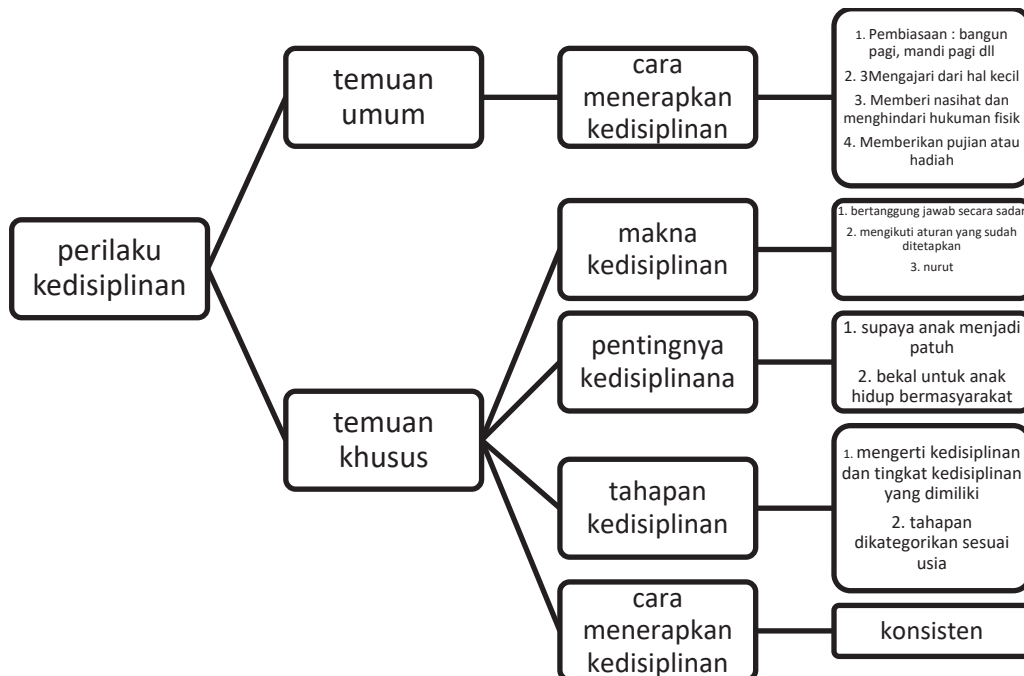 perilaku
kedisiplinan
temuan
umum
cara
menerapkan
kedisiplinan
1. Pembiasaan : bangun
pagi, mandi pagi dll
2. 3Mengajari dari hal kecil
3. Memberi nasihat dan
menghindari hukuman fisik
4. Memberikan pujian atau
hadiah
temuan
khusus
makna
kedisiplinan
1. bertanggung jawab secara sadar
2. mengikuti aturan yang sudah
ditetapkan
3. nurut
pentingnya
kedisiplinana
1. supaya anak menjadi
patuh
2. bekal untuk anak
hidup bermasyarakat
tahapan
kedisiplinan
1. mengerti kedisiplinan
dan tingkat kedisiplinan
yang dimiliki
2. tahapan
dikategorikan sesuai
usia
cara
menerapkan
kedisiplinan
konsisten